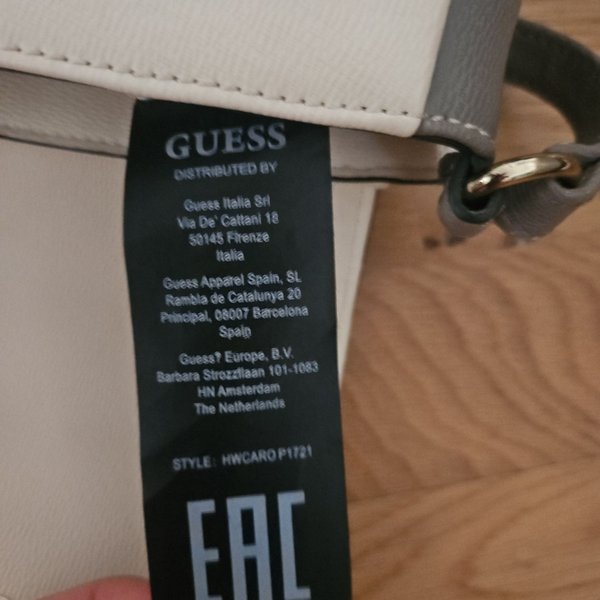 GUESS
DISTRIBUTED BY
Guess Italia Srl
Via De' Cattani 18
50145 Firenze
Italia
Guess Apparel Spain, SL
Rambla de Catalunya 20
Principal, 08007 Barcelona
Spain
Guess? Europe, B.V.
Barbara Strozzilaan 101-1083
HN Amsterdam
The Netherlands
STYLE: HWCARO P1721
EAC